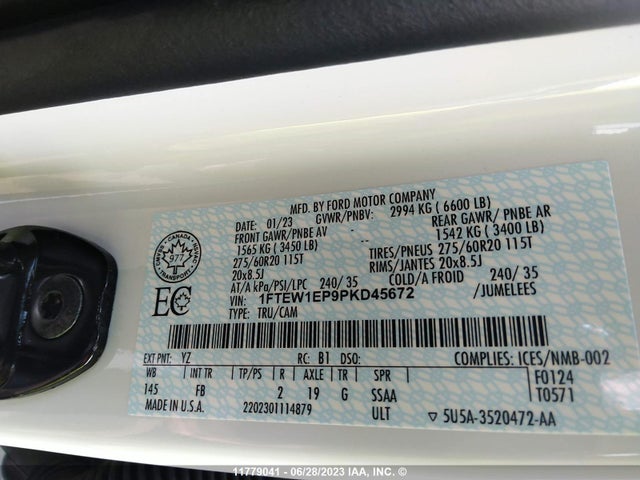 MFD. BY FORD MOTOR COMPANY
01/23 GVWR/PNBV: 2994 KG ( 6600 LB)
FRONT GAWR/PNBE AV -- REAR GAWR/ PNBE AR
1565 KG ( 3450 LB) -- 1542 KG ( 3400 LB)
275/60R20 115T TIRES/PNEUS 275/60R20 115T
20x8.5J RIMS/JANTES 20x8.5J
AT/A kPa/PSI/LPC 240/ 35 COLD/A FROID 240/ 35
VIN: 1FTEW1EP9PKD45672 /JUMELEES
TYPE: TRU/CAM
CANADA
977
TRANSPORT
EC
EXT PNT: YZ RC: B1 DSO: COMPLIES: ICES/NMB-002
WB INT TR TP/PS R AXLE TR SPR F0124
145 FB 2 19 G SSAA T0571
MADE IN U.S.A. 2202301114879 ULT ▽ 5U5A-3520472-AA
11779041 - 06/28/2023 IAA, INC. ©